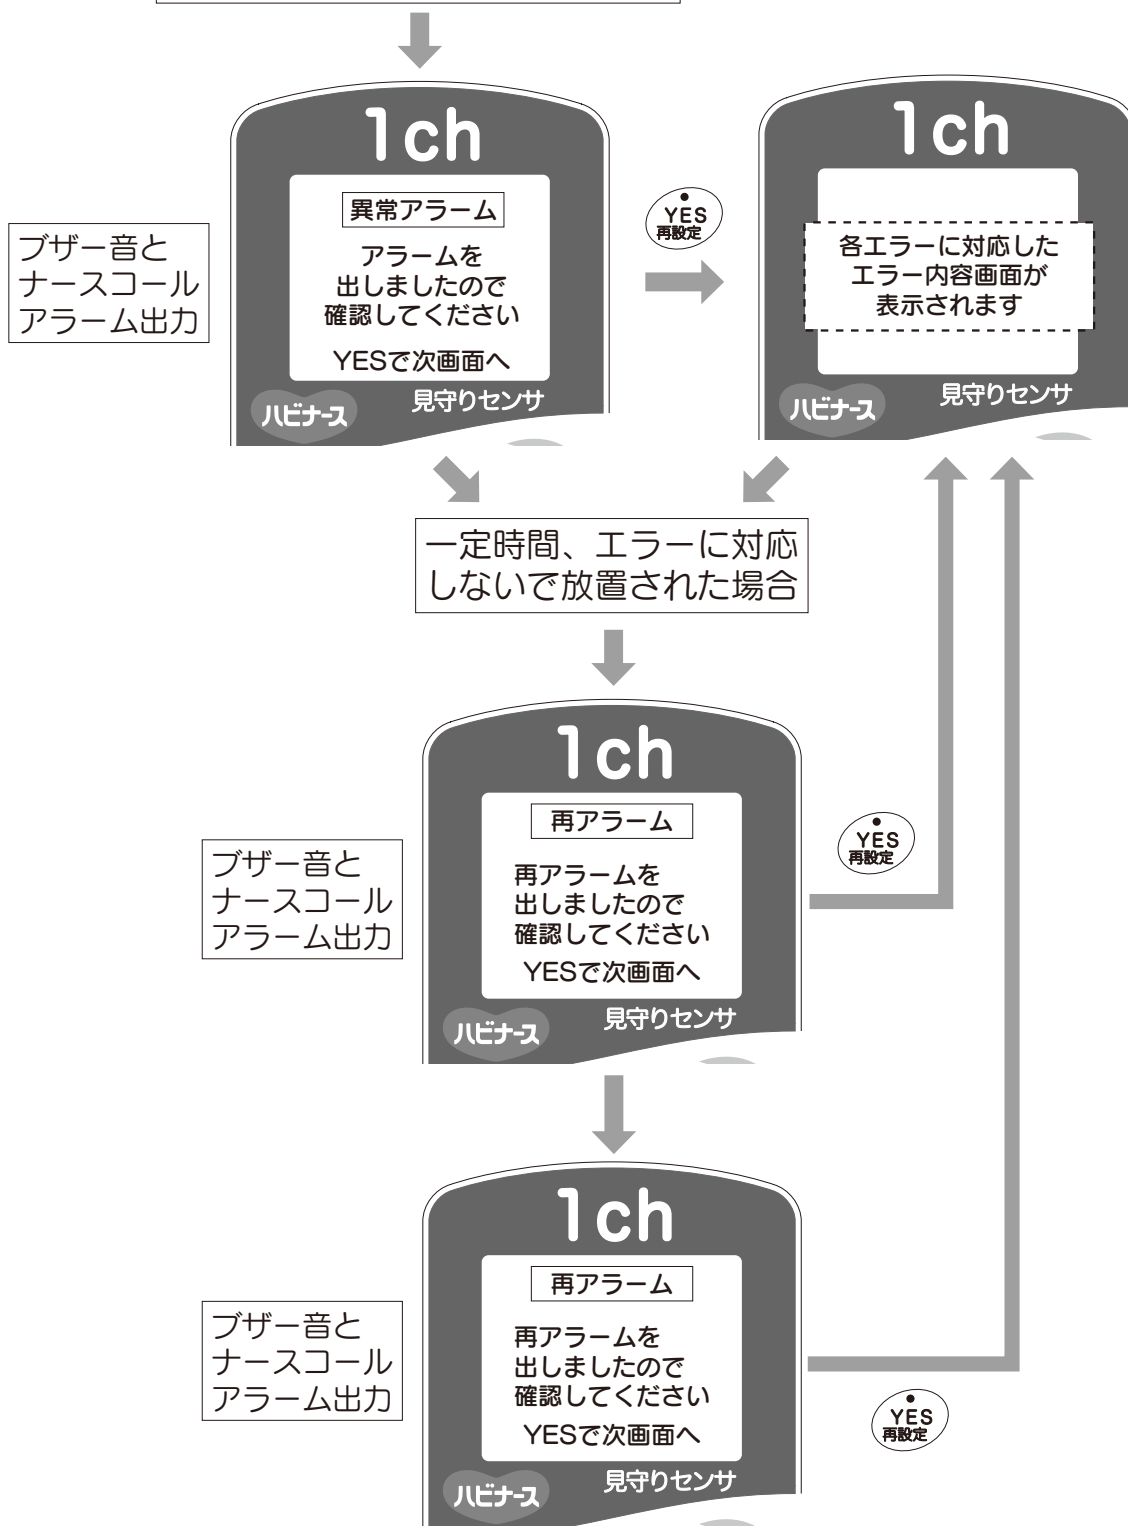 1ch
異常アラーム
アラームを
出しましたので
確認してください
YESで次画面へ
ハビナース
見守りセンサ
ブザー音と
ナースコール
アラーム出力
YES
再設定
1ch
各エラーに対応した
エラー内容画面が
表示されます
ハビナース
見守りセンサ
一定時間、エラーに対応
しないで放置された場合
1ch
再アラーム
再アラームを
出しましたので
確認してください
YESで次画面へ
ハビナース
見守りセンサ
ブザー音と
ナースコール
アラーム出力
YES
再設定
1ch
再アラーム
再アラームを
出しましたので
確認してください
YESで次画面へ
ハビナース
見守りセンサ
ブザー音と
ナースコール
アラーム出力
YES
再設定